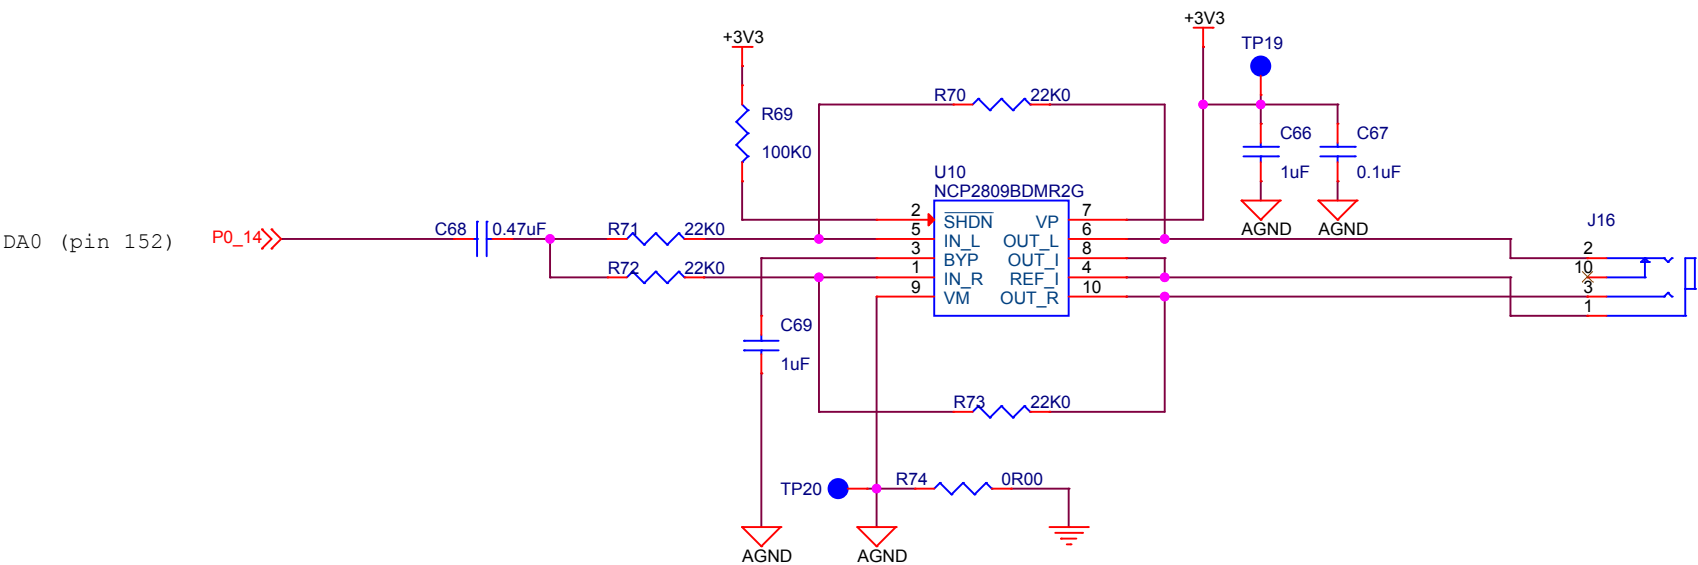 +3V3
+3V3
TP19
R70 22K0
R69
100K0
C66 C67
1uF 0.1uF
U10
NCP2809BDMR2G
AGND AGND
J16
DA0 (pin 152) P0_14
C68 0.47uF R71 22K0
R72 22K0
2 SHDN VP 7
5 IN_L OUT_L 6
3 BYP OUT_I 8
1 IN_R REF_I 4
9 VM OUT_R 10
2
10
3
1
C69
1uF
R73 22K0
TP20 R74 0R00
AGND AGND